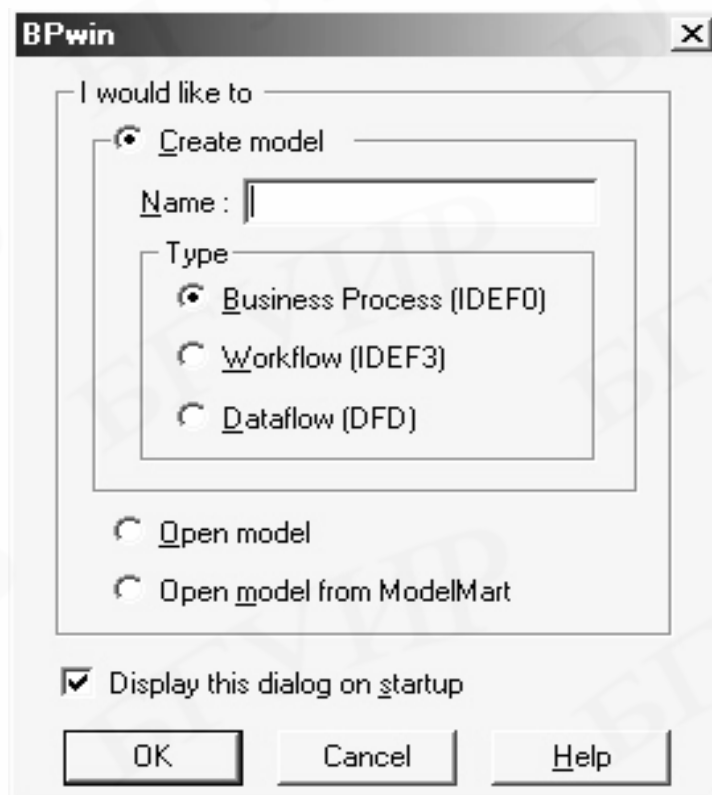 BPwin
I would like to
Create model
Name :
Type
Business Process (IDEF0)
Workflow (IDEF3)
Dataflow (DFD)
Open model
Open model from ModelMart
Display this dialog on startup
OK Cancel Help
БГУИР